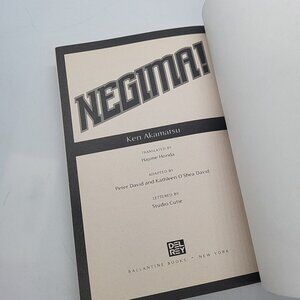 NEGIMA!
Ken Akamatsu
TRANSLATED BY
Hajime Honda
ADAPTED BY
Peter David and Kathleen O'Shea David
LETTERED BY
Studio Cutie
DEL
REY
BALLANTINE BOOKS • NEW YORK